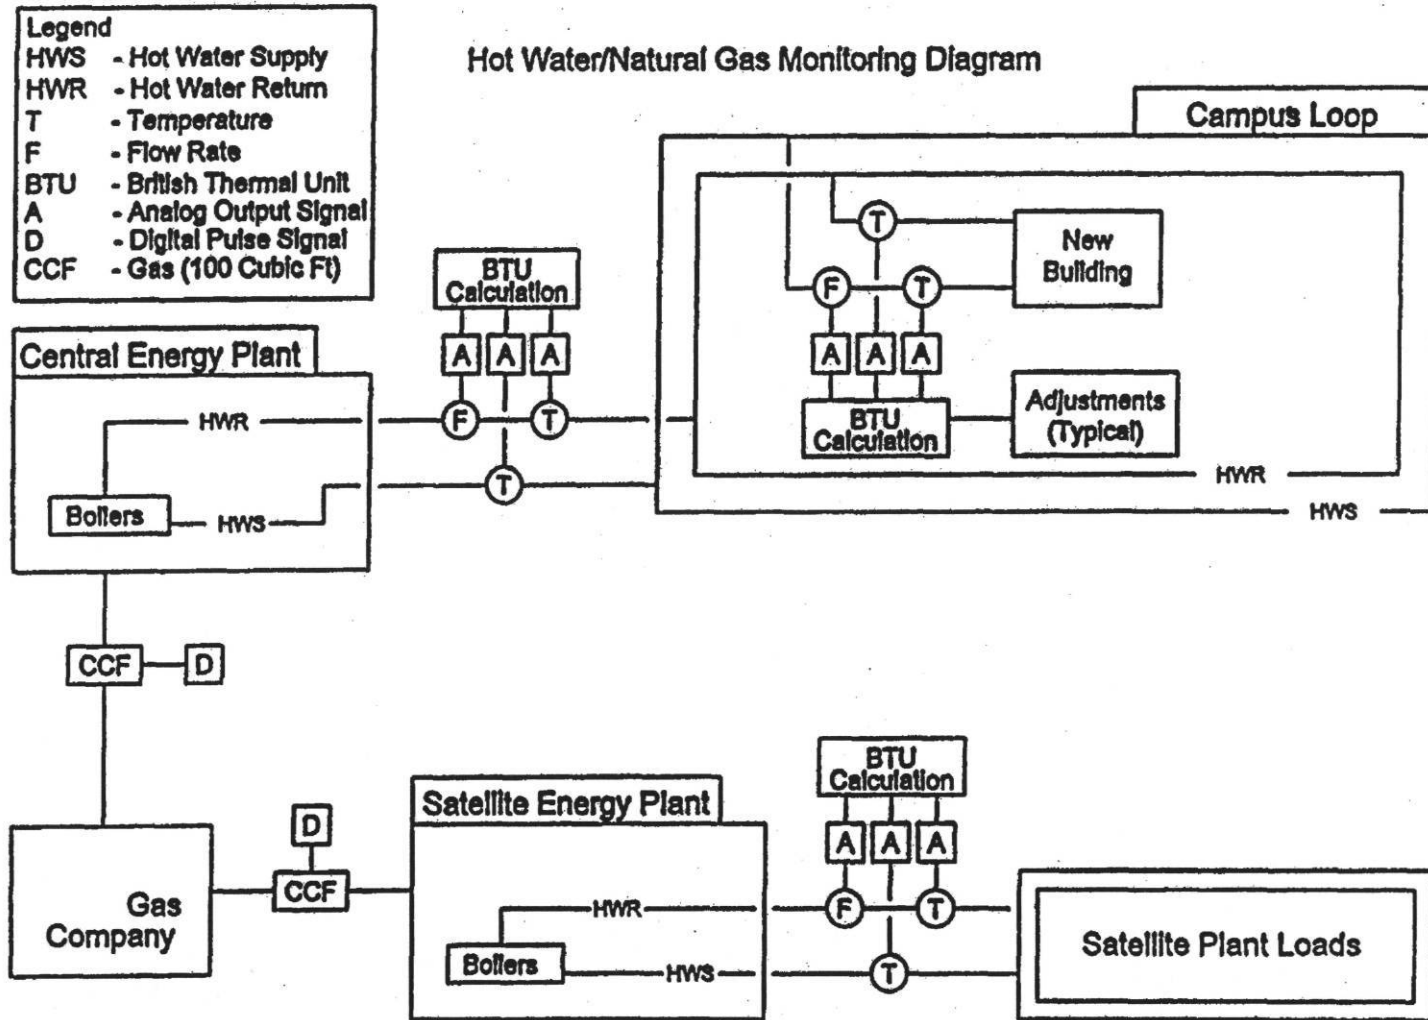 Legend
HWS - Hot Water Supply
HWR - Hot Water Return
T - Temperature
F - Flow Rate
BTU - British Thermal Unit
A - Analog Output Signal
D - Digital Pulse Signal
CCF - Gas (100 Cubic Ft)
Hot Water/Natural Gas Monitoring Diagram
Campus Loop
T
New
Building
F
T
A
A
A
BTU
Calculation
Adjustments
(Typical)
HWR
HWS
BTU
Calculation
A
A
A
F
T
T
Central Energy Plant
HWR
Boilers
HWS
CCF
D
Gas
Company
D
CCF
Satellite Energy Plant
HWR
Boilers
HWS
BTU
Calculation
A
A
A
F
T
T
Satellite Plant Loads